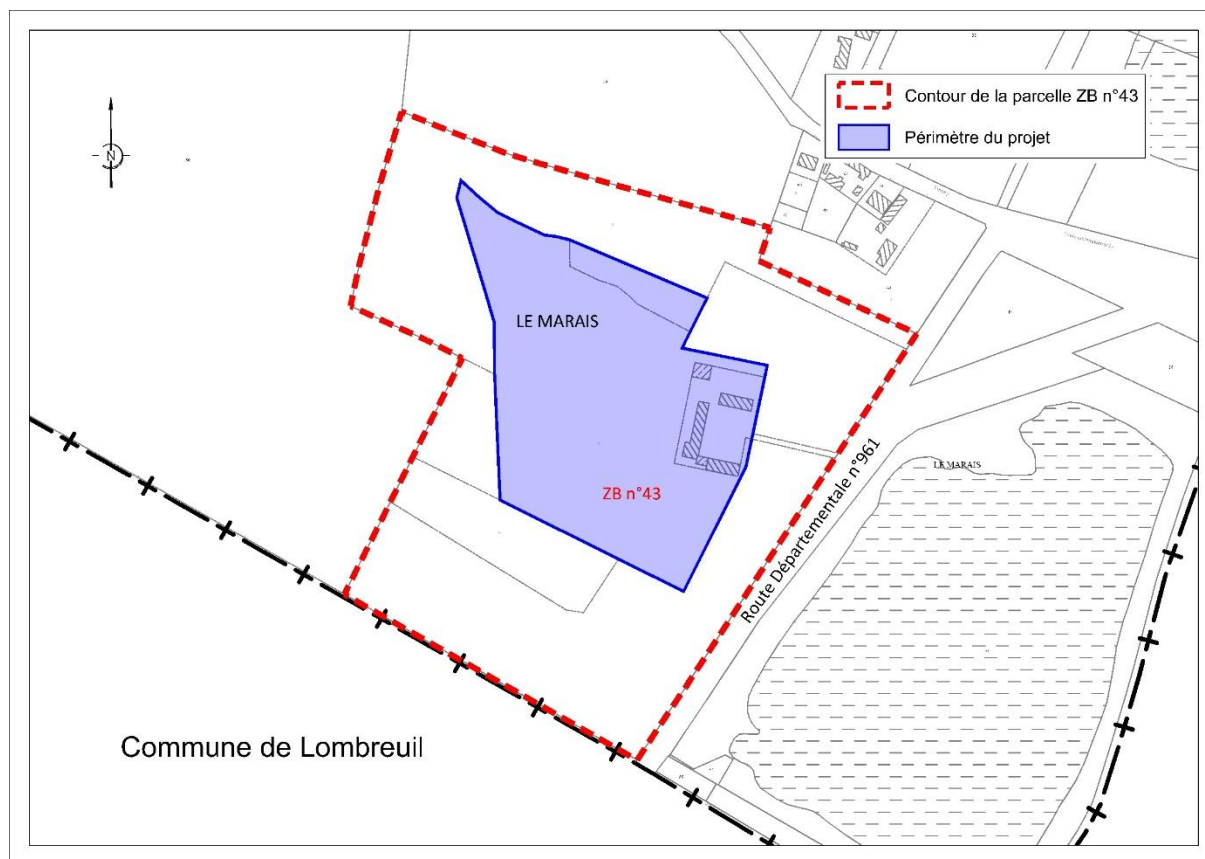 Contour de la parcelle ZB n°43
Périmètre du projet
N
LE MARAIS
ZB n°43
Route Départementale n°961
LE MARAIS
Commune de Lombreuil